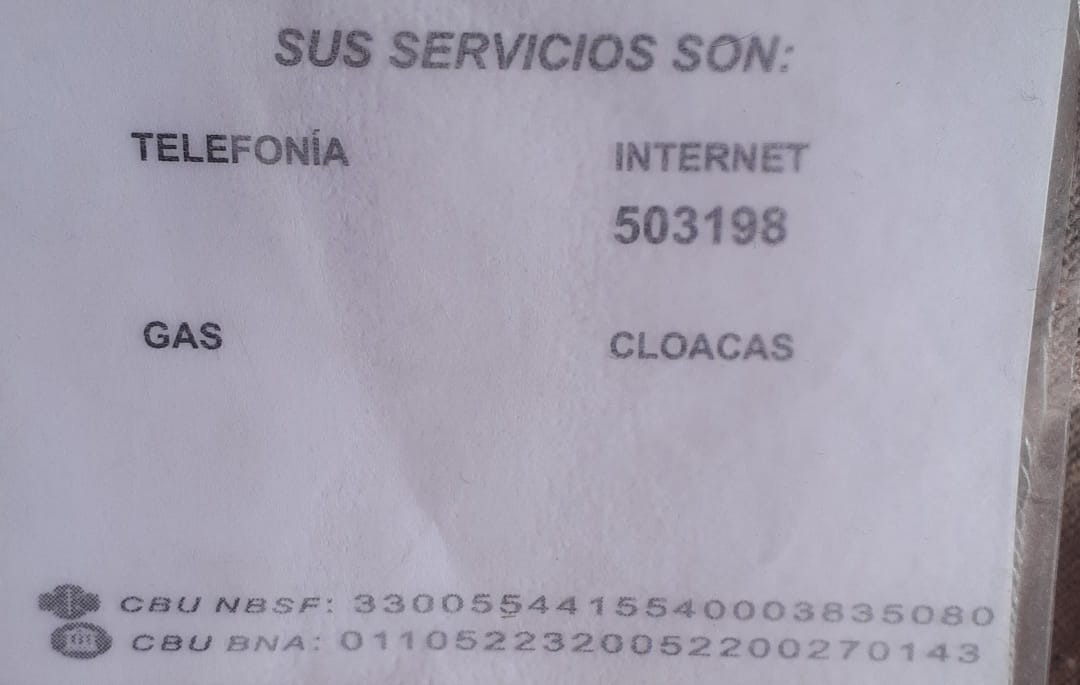 SUS SERVICIOS SON:
TELEFONÍA INTERNET
503198
GAS CLOACAS
CBU NBSF: 3300554415540003835080
CBU BNA: 0110522320052200270143